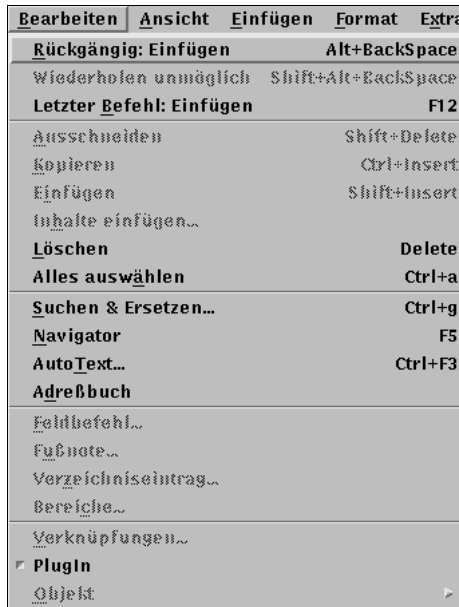 Bearbeiten Ansicht Einfügen Format Extra
Rückgängig: Einfügen Alt+BackSpace
Wiederholen unmöglich Shift+Alt+BackSpace
Letzter Befehl: Einfügen F12
Ausschneiden Shift+Delete
Kopieren Ctrl+Insert
Einfügen Shift+Insert
Inhalte einfügen...
Löschen Delete
Alles auswählen Ctrl+a
Suchen & Ersetzen... Ctrl+g
Navigator F5
AutoText... Ctrl+F3
Adreßbuch
Feldbefehl...
Fußnote...
Verzeichniseintrag...
Bereiche...
Verknüpfungen...
PlugIn
Objekt